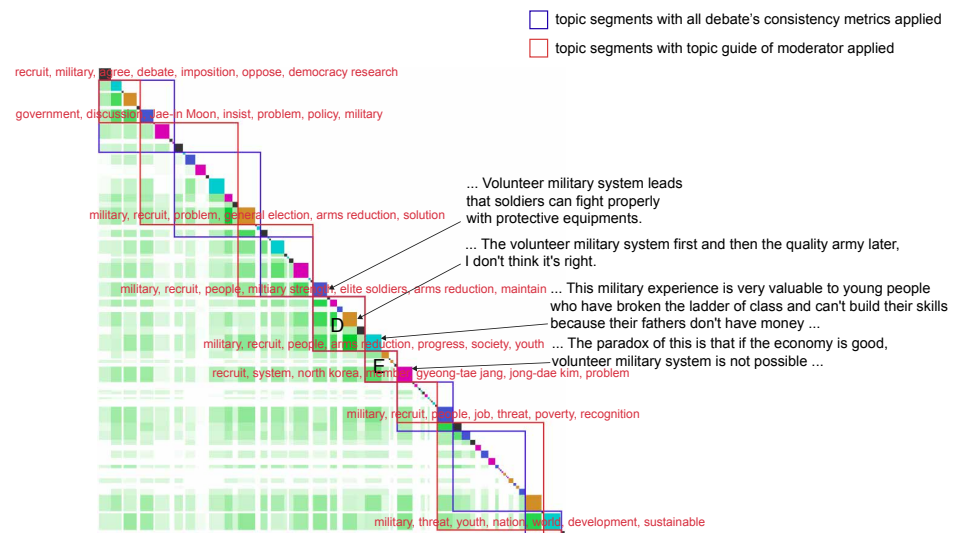 topic segments with all debate's consistency metrics applied
topic segments with topic guide of moderator applied
recruit, military, agree, debate, imposition, oppose, democracy research
government, discussion, Jae-in Moon, insist, problem, policy, military
... Volunteer military system leads
that soldiers can fight properly
with protective equipments.
military, recruit, problem, general election, arms reduction, solution
... The volunteer military system first and then the quality army later,
I don't think it's right.
military, recruit, people, miltiary strength, elite soldiers, arms reduction, maintain
... This military experience is very valuable to young people
who have broken the ladder of class and can't build their skills
because their fathers don't have money ...
D
military, recruit, people, arms reduction, progress, society, youth
... The paradox of this is that if the economy is good,
volunteer military system is not possible ...
E
recruit, system, north korea, member, gyeong-tae jang, jong-dae kim, problem
military, recruit, people, job, threat, poverty, recognition
military, threat, youth, nation, world, development, sustainable